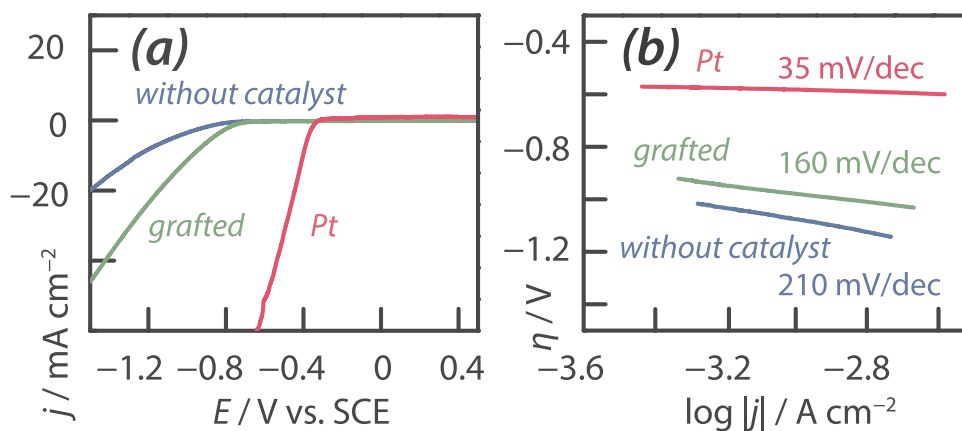 (a)
20
0
−20
without catalyst
grafted
Pt
j / mA cm−2
−1.2 −0.8 −0.4 0 0.4
E / V vs. SCE
(b)
−0.4
−0.8
−1.2
Pt 35 mV/dec
grafted 160 mV/dec
without catalyst
210 mV/dec
η / V
−3.6 −3.2 −2.8
log |j| / A cm−2